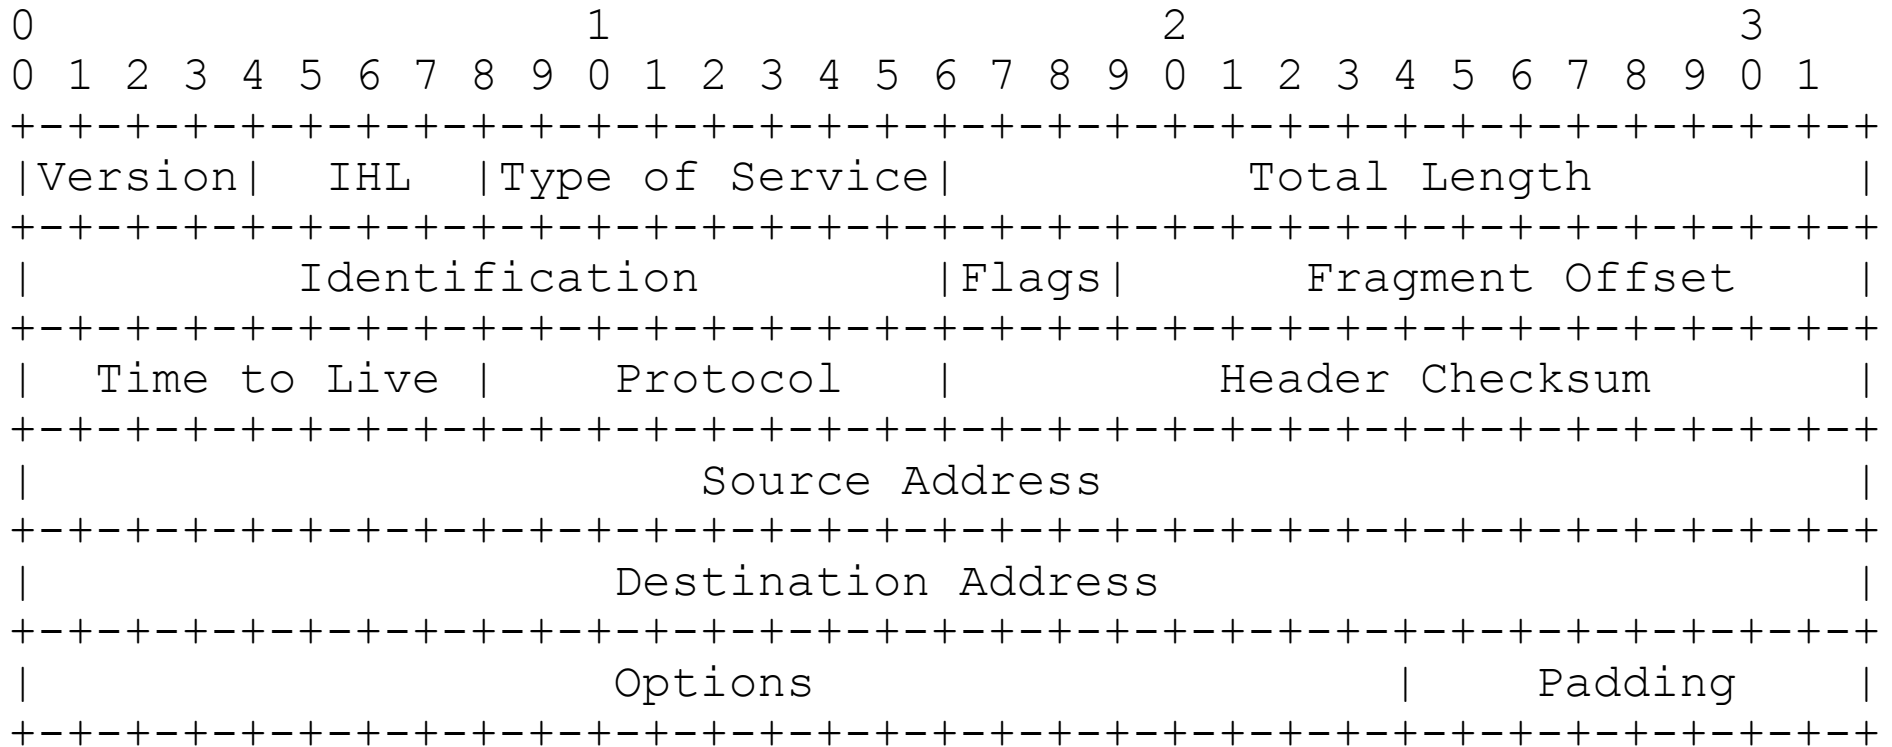 0                   1                   2                   3
0 1 2 3 4 5 6 7 8 9 0 1 2 3 4 5 6 7 8 9 0 1 2 3 4 5 6 7 8 9 0 1
+-+-+-+-+-+-+-+-+-+-+-+-+-+-+-+-+-+-+-+-+-+-+-+-+-+-+-+-+-+-+-+-+
|Version|  IHL  |Type of Service|          Total Length         |
+-+-+-+-+-+-+-+-+-+-+-+-+-+-+-+-+-+-+-+-+-+-+-+-+-+-+-+-+-+-+-+-+
|         Identification        |Flags|      Fragment Offset    |
+-+-+-+-+-+-+-+-+-+-+-+-+-+-+-+-+-+-+-+-+-+-+-+-+-+-+-+-+-+-+-+-+
|  Time to Live |    Protocol   |         Header Checksum       |
+-+-+-+-+-+-+-+-+-+-+-+-+-+-+-+-+-+-+-+-+-+-+-+-+-+-+-+-+-+-+-+-+
|                       Source Address                          |
+-+-+-+-+-+-+-+-+-+-+-+-+-+-+-+-+-+-+-+-+-+-+-+-+-+-+-+-+-+-+-+-+
|                    Destination Address                        |
+-+-+-+-+-+-+-+-+-+-+-+-+-+-+-+-+-+-+-+-+-+-+-+-+-+-+-+-+-+-+-+-+
|                    Options                    |    Padding    |
+-+-+-+-+-+-+-+-+-+-+-+-+-+-+-+-+-+-+-+-+-+-+-+-+-+-+-+-+-+-+-+-+